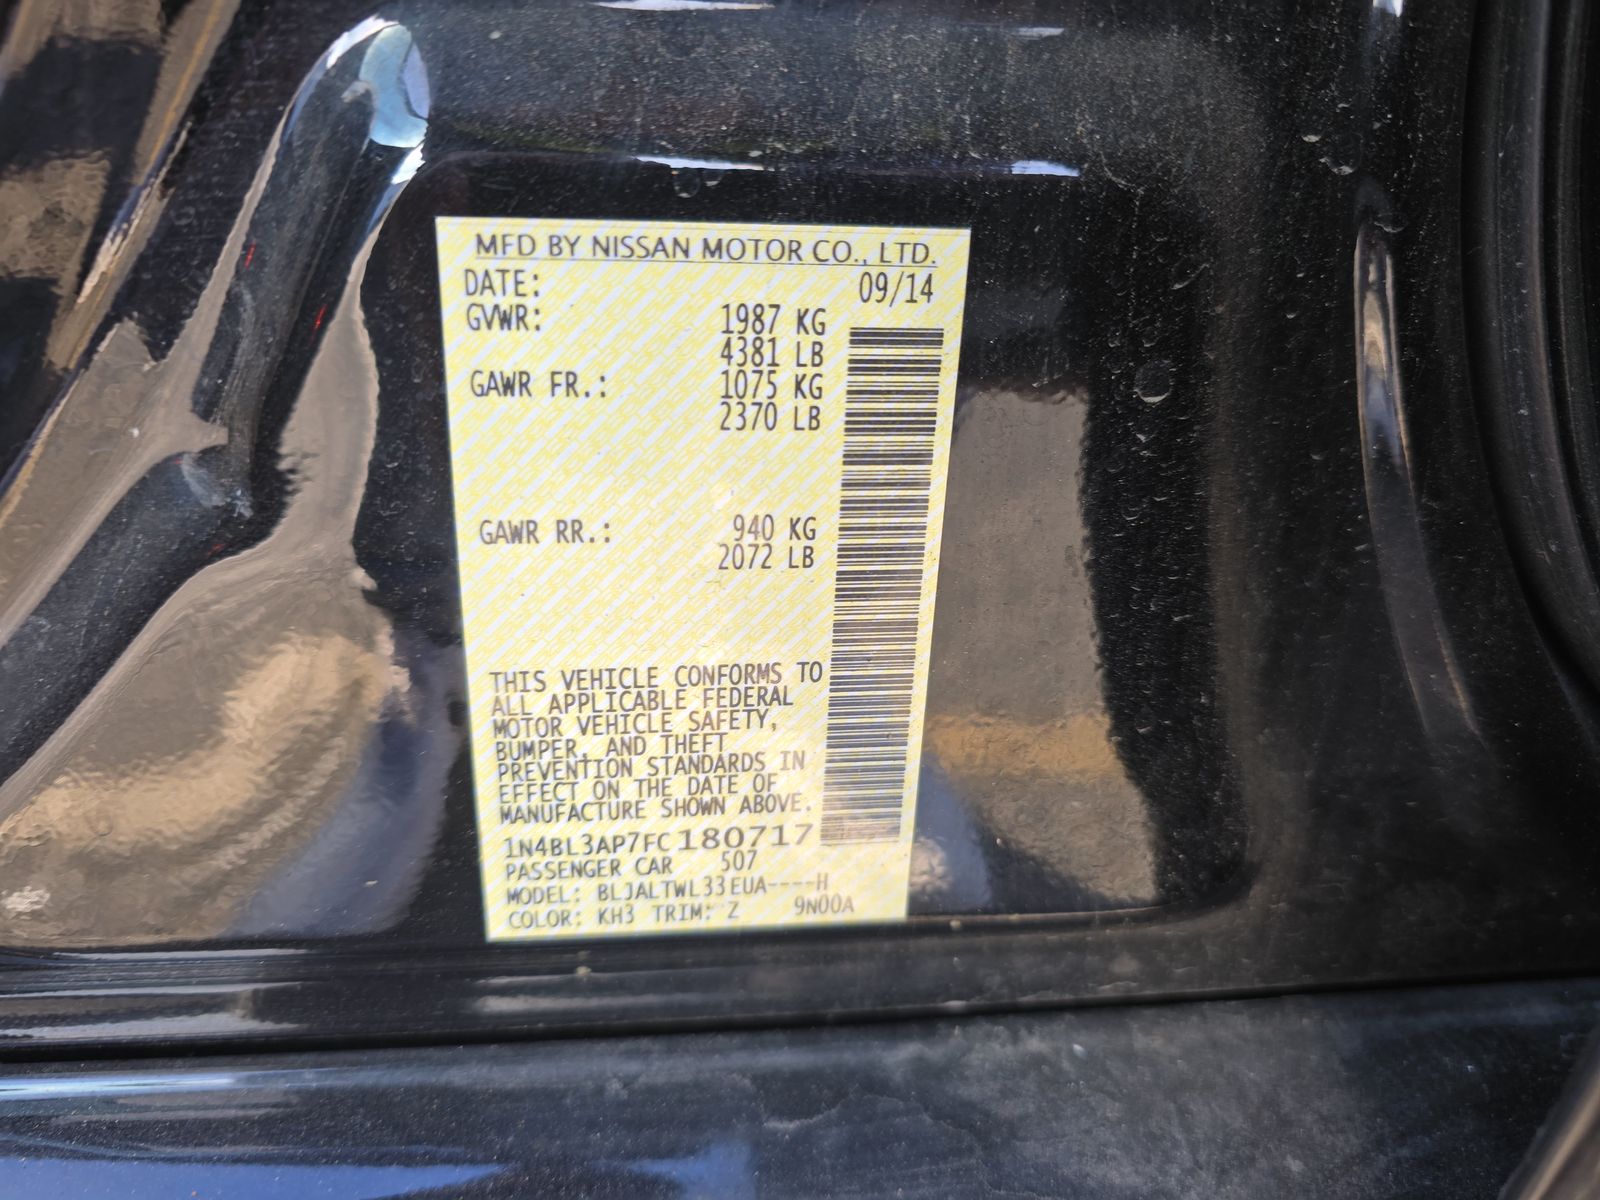 MFD BY NISSAN MOTOR CO., LTD.
DATE: 09/14
GVWR: 1987 KG
4381 LB
GAWR FR.: 1075 KG
2370 LB
GAWR RR.: 940 KG
2072 LB
THIS VEHICLE CONFORMS TO
ALL APPLICABLE FEDERAL
MOTOR VEHICLE SAFETY,
BUMPER, AND THEFT
PREVENTION STANDARDS IN
EFFECT ON THE DATE OF
MANUFACTURE SHOWN ABOVE.
1N4BL3AP7FC180717
PASSENGER CAR 507
MODEL: BLJALTWL33EUA----H
COLOR: KH3 TRIM: Z 9N00A